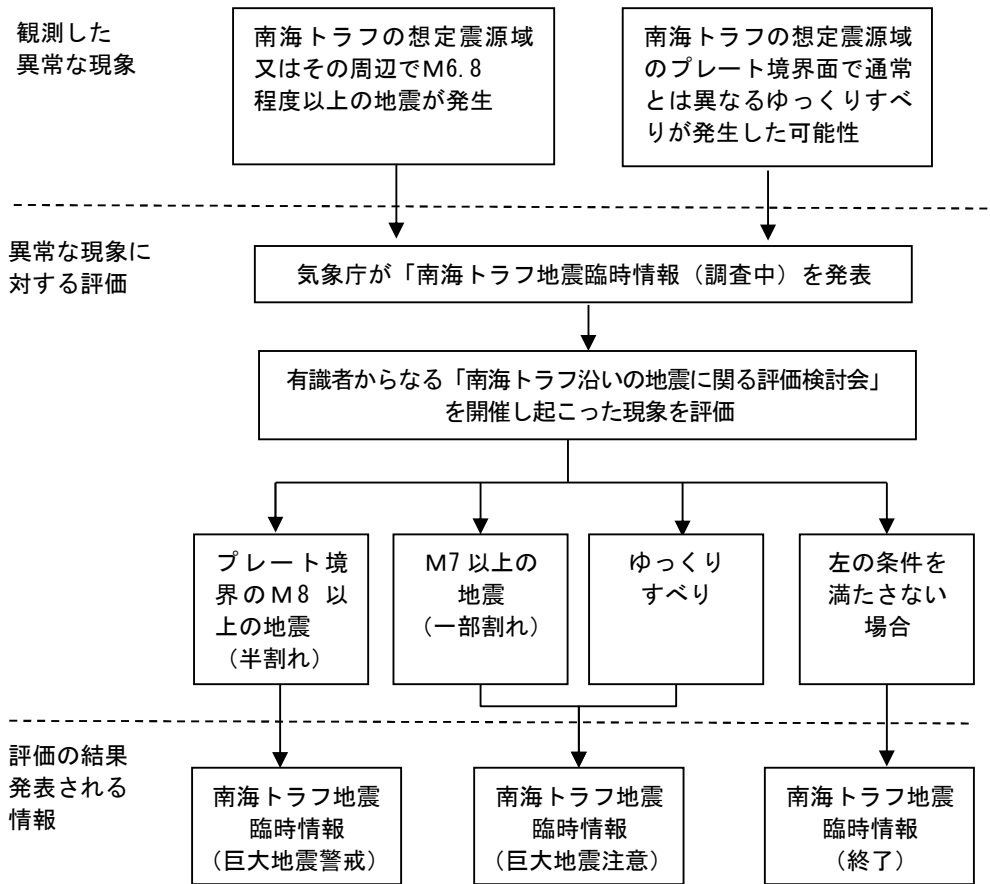 観測した
異常な現象
南海トラフの想定震源域
又はその周辺でM6.8
程度以上の地震が発生
南海トラフの想定震源域
のプレート境界面で通常
とは異なるゆっくりすべ
りが発生した可能性
異常な現象に
対する評価
気象庁が「南海トラフ地震臨時情報（調査中）を発表
有識者からなる「南海トラフ沿いの地震に関る評価検討会」
を開催し起こった現象を評価
プレート境
界のM8 以
上の地震
（半割れ）
M7 以上の
地震
（一部割れ）
ゆっくり
すべり
左の条件を
満たさない
場合
評価の結果
発表される
情報
南海トラフ地震
臨時情報
（巨大地震警戒）
南海トラフ地震
臨時情報
（巨大地震注意）
南海トラフ地震
臨時情報
（終了）